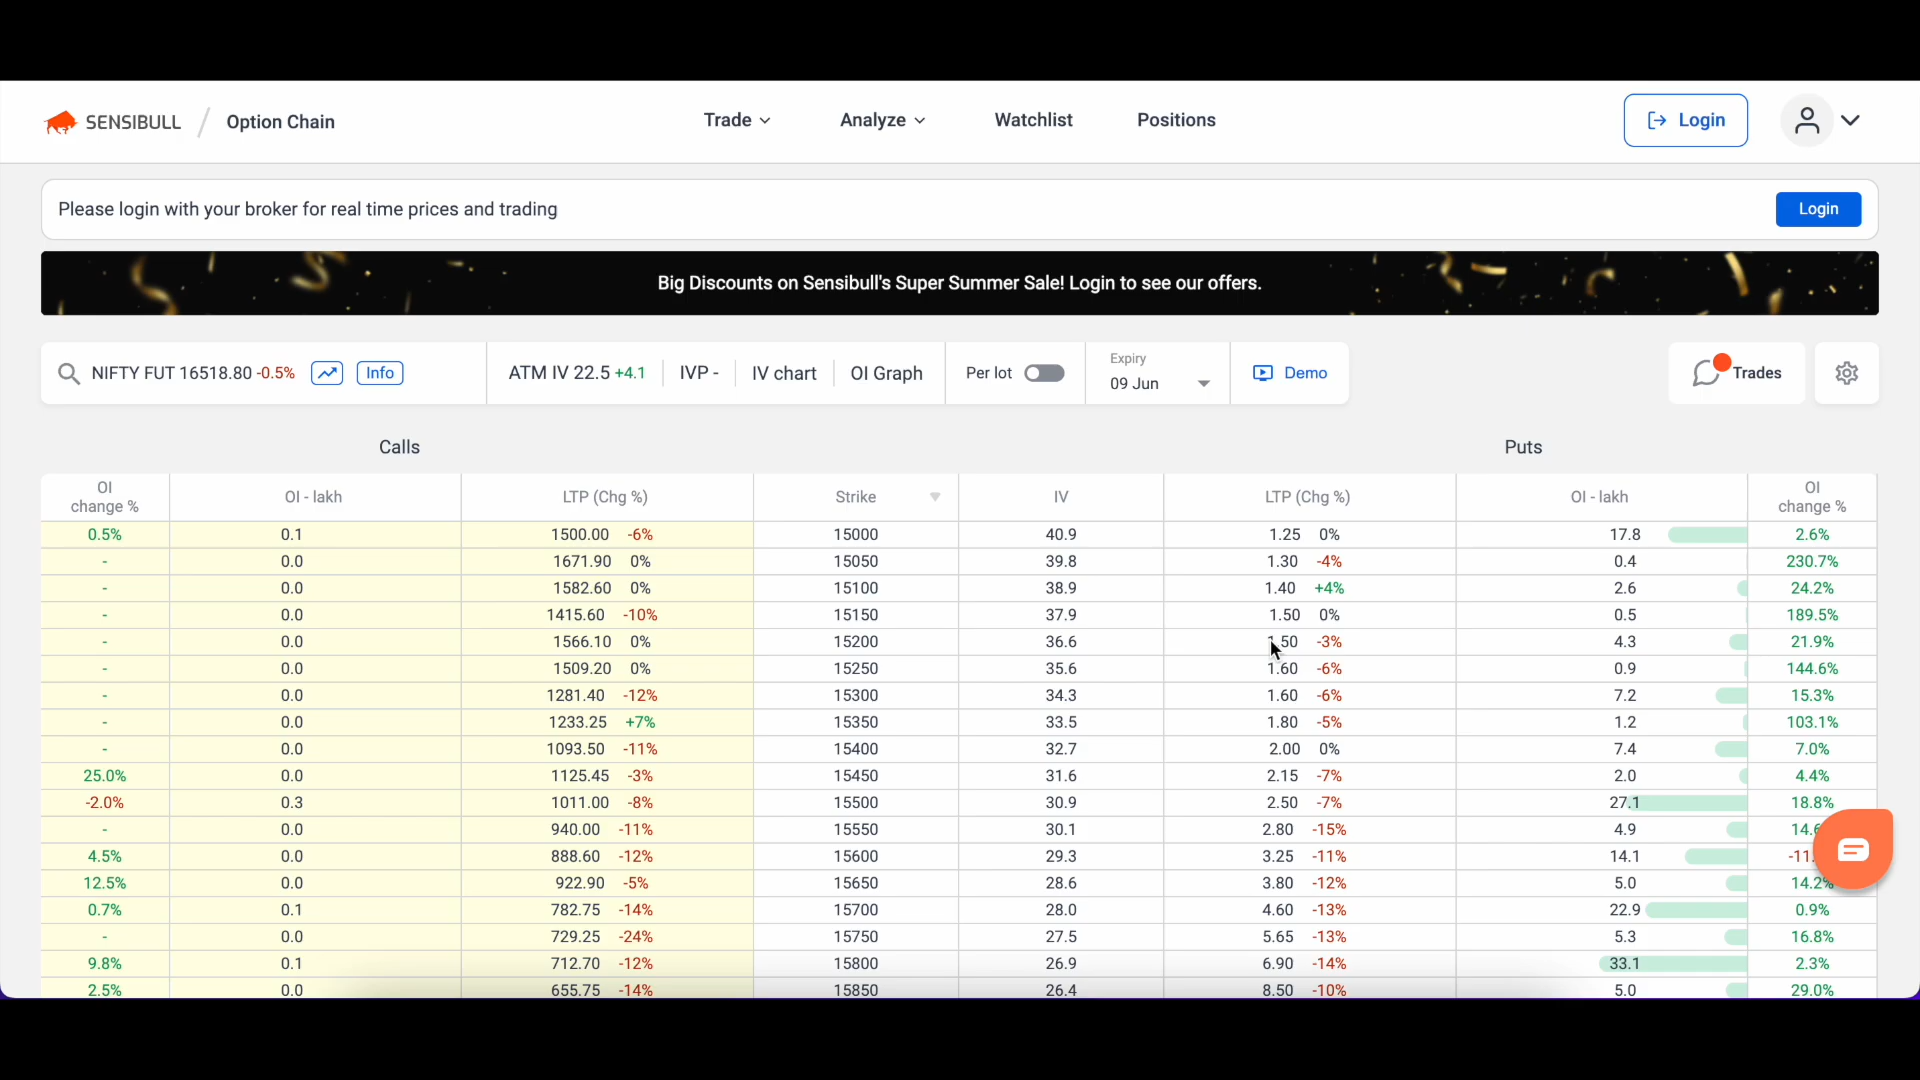 SENSIBULL / Option Chain Trade Analyze Watchlist Positions Login
Please login with your broker for real time prices and trading Login
Big Discounts on Sensibull's Super Summer Sale! Login to see our offers.
NIFTY FUT 16518.80 -0.5% Info ATM IV 22.5 +4.1 IVP - IV chart OI Graph Per lot Expiry 09 Jun Demo Trades
Calls Puts
OI change % OI - lakh LTP (Chg %) Strike IV LTP (Chg %) OI - lakh OI change %
0.5% 0.1 1500.00 -6% 15000 40.9 1.25 0% 17.8 2.6%
- 0.0 1671.90 0% 15050 39.8 1.30 -4% 0.4 230.7%
- 0.0 1582.60 0% 15100 38.9 1.40 +4% 2.6 24.2%
- 0.0 1415.60 -10% 15150 37.9 1.50 0% 0.5 189.5%
- 0.0 1566.10 0% 15200 36.6 1.50 -3% 4.3 21.9%
- 0.0 1509.20 0% 15250 35.6 1.60 -6% 0.9 144.6%
- 0.0 1281.40 -12% 15300 34.3 1.60 -6% 7.2 15.3%
- 0.0 1233.25 +7% 15350 33.5 1.80 -5% 1.2 103.1%
- 0.0 1093.50 -11% 15400 32.7 2.00 0% 7.4 7.0%
25.0% 0.0 1125.45 -3% 15450 31.6 2.15 -7% 2.0 4.4%
-2.0% 0.3 1011.00 -8% 15500 30.9 2.50 -7% 27.1 18.8%
- 0.0 940.00 -11% 15550 30.1 2.80 -15% 4.9
4.5% 0.0 888.60 -12% 15600 29.3 3.25 -11% 14.1
12.5% 0.0 922.90 -5% 15650 28.6 3.80 -12% 5.0 14.2%
0.7% 0.1 782.75 -14% 15700 28.0 4.60 -13% 22.9 0.9%
- 0.0 729.25 -24% 15750 27.5 5.65 -13% 5.3 16.8%
9.8% 0.1 712.70 -12% 15800 26.9 6.90 -14% 33.1 2.3%
2.5% 0.0 655.75 -14% 15850 26.4 8.50 -10% 5.0 29.0%